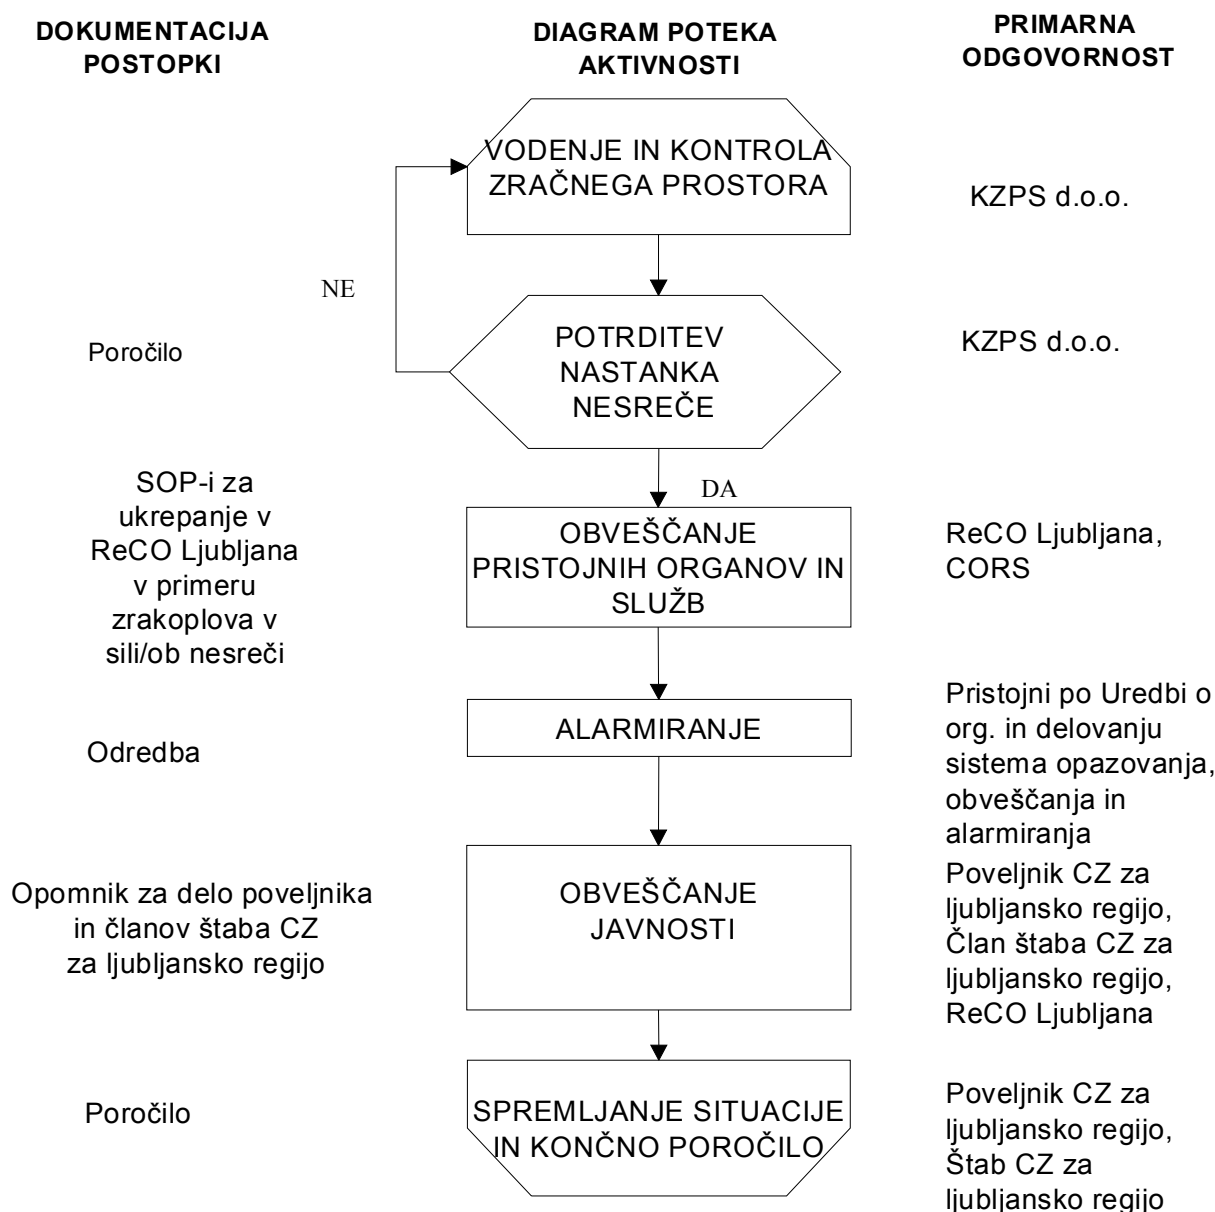 DOKUMENTACIJA
POSTOPKI
DIAGRAM POTEKA
AKTIVNOSTI
PRIMARNA
ODGOVORNOST
VODENJE IN KONTROLA
ZRAČNEGA PROSTORA
KZPS d.o.o.
NE
Poročilo
POTRDITEV
NASTANKA
NESREČE
KZPS d.o.o.
DA
SOP-i za
ukrepanje v
ReCO Ljubljana
v primeru
zrakoplova v
sili/ob nesreči
OBVEŠČANJE
PRISTOJNIH ORGANOV IN
SLUŽB
ReCO Ljubljana,
CORS
Odredba
ALARMIRANJE
Pristojni po Uredbi o
org. in delovanju
sistema opazovanja,
obveščanja in
alarmiranja
Opomnik za delo poveljnika
in članov štaba CZ
za ljubljansko regijo
OBVEŠČANJE
JAVNOSTI
Poveljnik CZ za
ljubljansko regijo,
Član štaba CZ za
ljubljansko regijo,
ReCO Ljubljana
Poročilo
SPREMLJANJE SITUACIJE
IN KONČNO POROČILO
Poveljnik CZ za
ljubljansko regijo,
Štab CZ za
ljubljansko regijo